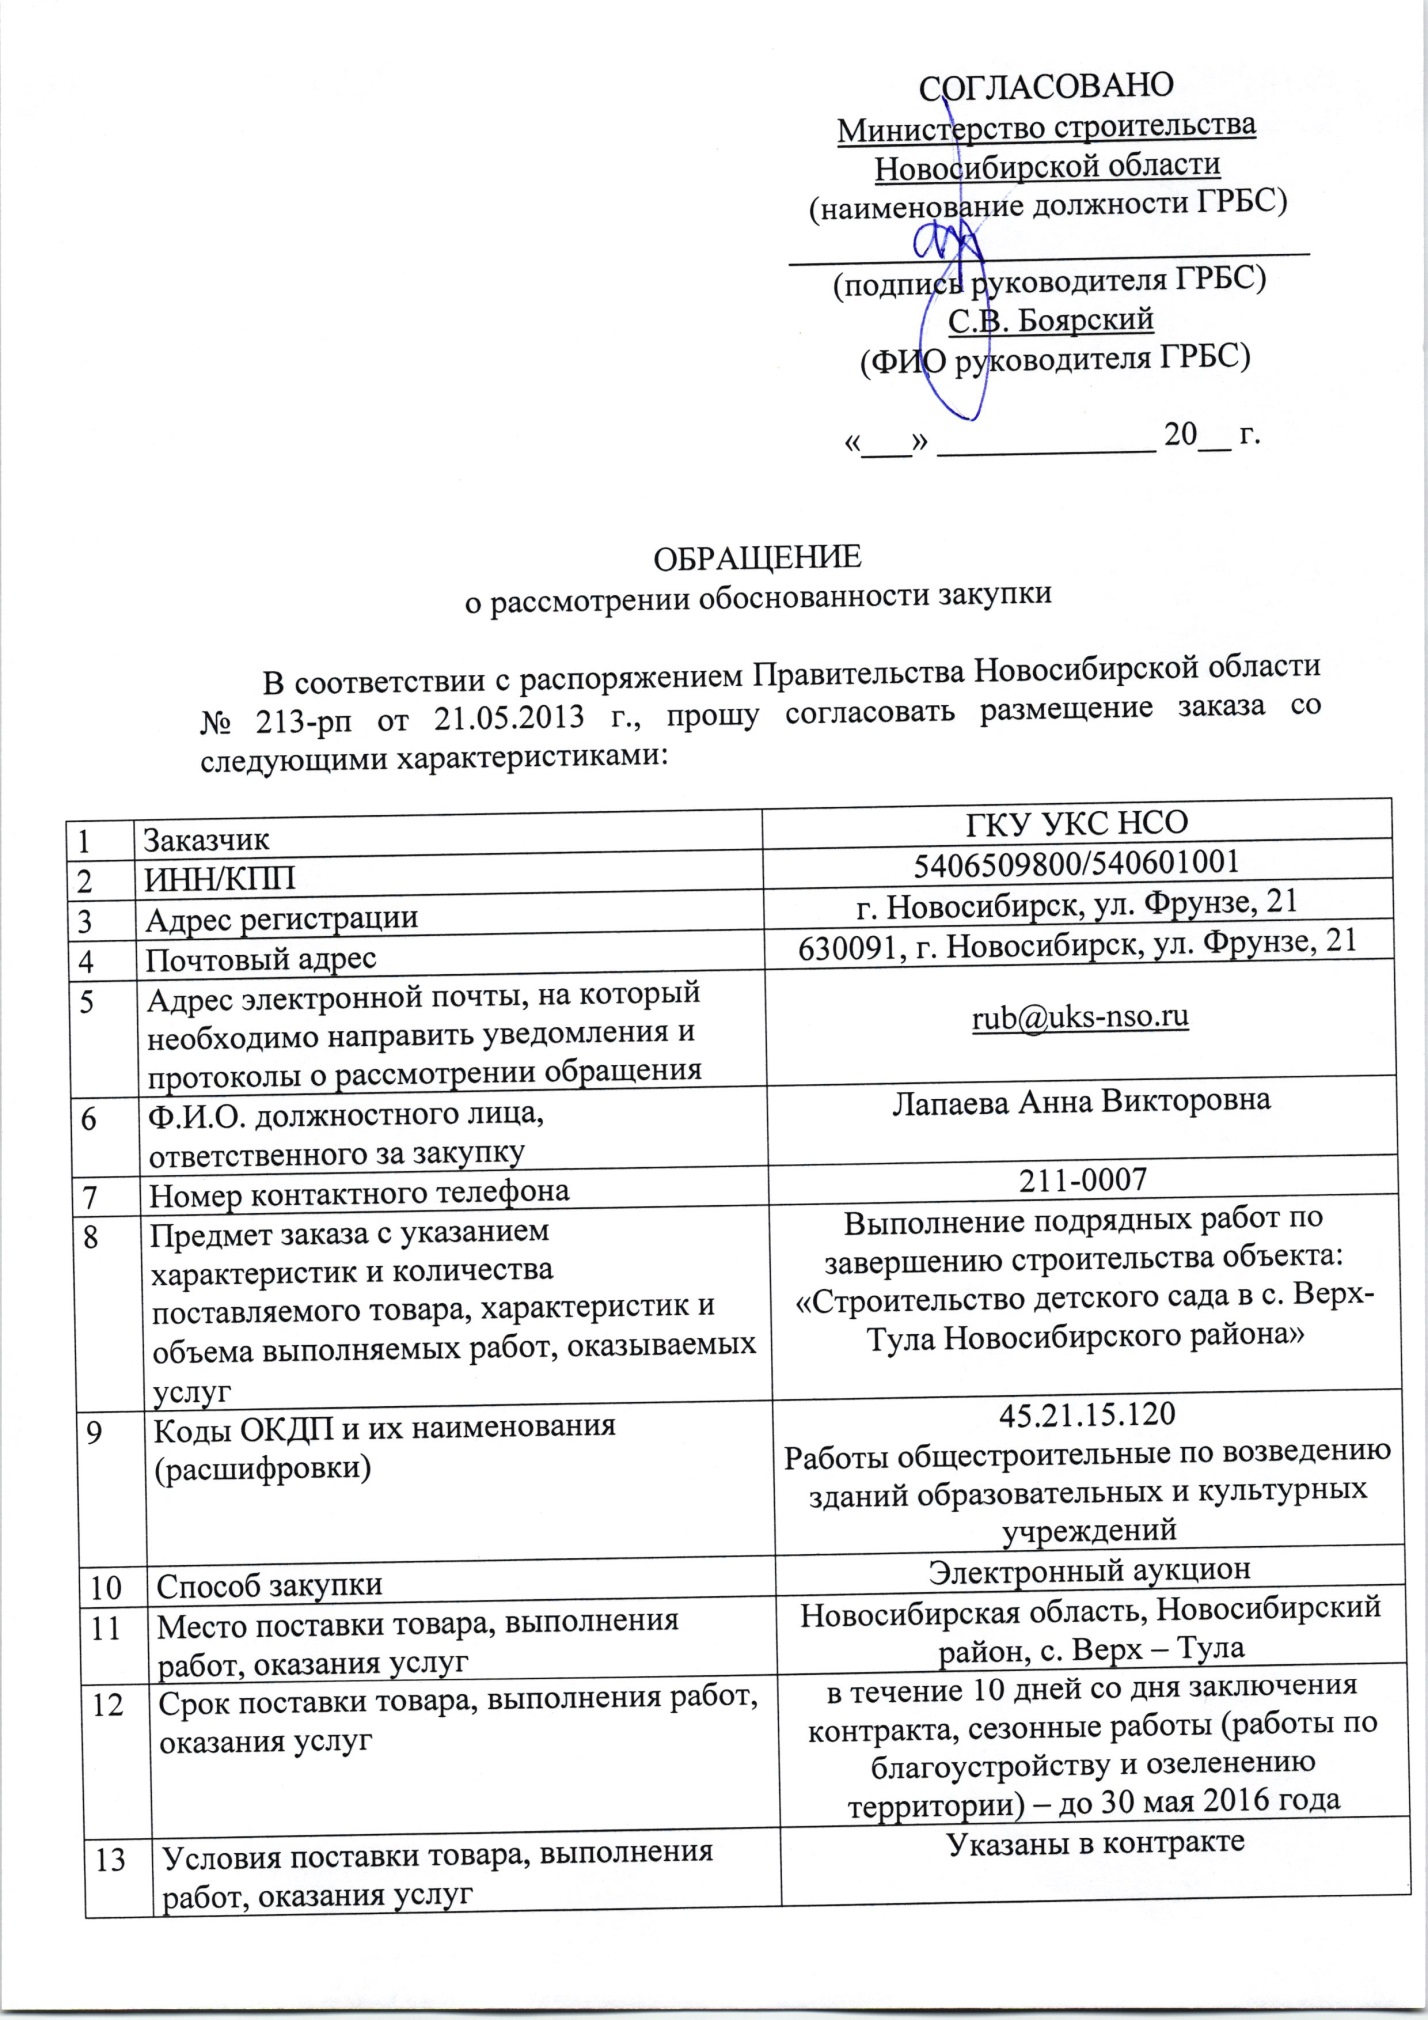 СОГЛАСОВАНО
Министерство строительства
Новосибирской области
(наименование должности ГРБС)
(подпись руководителя ГРБС)
С.В. Боярский
(ФИО руководителя ГРБС)
«___» _____________ 20__ г.
ОБРАЩЕНИЕ
о рассмотрении обоснованности закупки
В соответствии с распоряжением Правительства Новосибирской области
№ 213-рп от 21.05.2013 г., прошу согласовать размещение заказа со
следующими характеристиками:
1 Заказчик ГКУ УКС НСО
2 ИНН/КПП 5406509800/540601001
3 Адрес регистрации г. Новосибирск, ул. Фрунзе, 21
4 Почтовый адрес 630091, г. Новосибирск, ул. Фрунзе, 21
5 Адрес электронной почты, на который
необходимо направить уведомления и
протоколы о рассмотрении обращения
rub@uks-nso.ru
6 Ф.И.О. должностного лица,
ответственного за закупку
Лапаева Анна Викторовна
7 Номер контактного телефона 211-0007
8 Предмет заказа с указанием
характеристик и количества
поставляемого товара, характеристик и
объема выполняемых работ, оказываемых
услуг
Выполнение подрядных работ по
завершению строительства объекта:
«Строительство детского сада в с. Верх-
Тула Новосибирского района»
9 Коды ОКДП и их наименования
(расшифровки)
45.21.15.120
Работы общестроительные по возведению
зданий образовательных и культурных
учреждений
10 Способ закупки Электронный аукцион
11 Место поставки товара, выполнения
работ, оказания услуг
Новосибирская область, Новосибирский
район, с. Верх – Тула
12 Срок поставки товара, выполнения работ,
оказания услуг
в течение 10 дней со дня заключения
контракта, сезонные работы (работы по
благоустройству и озеленению
территории) – до 30 мая 2016 года
13 Условия поставки товара, выполнения
работ, оказания услуг
Указаны в контракте